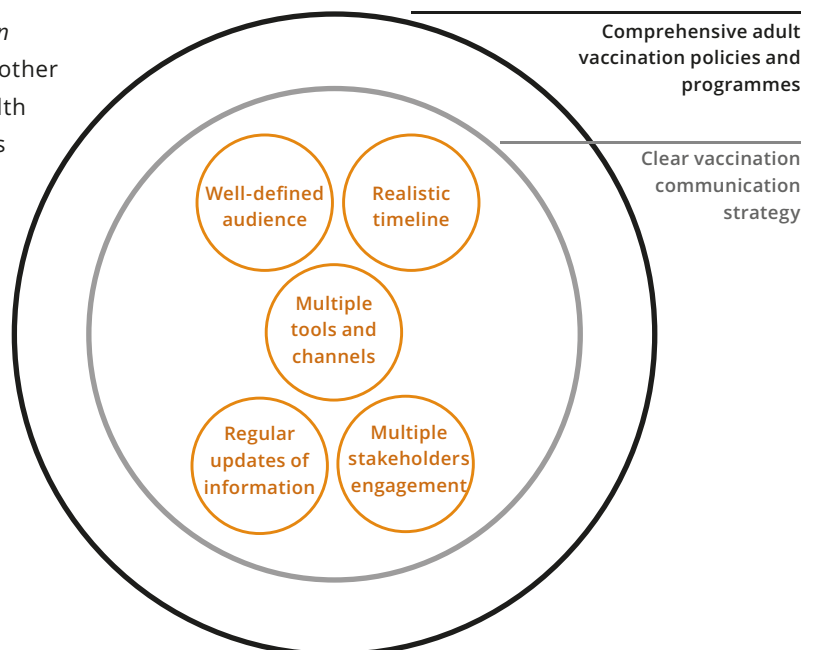 n
other
lth
s
Comprehensive adult
vaccination policies and
programmes
Clear vaccination
communication
strategy
Well-defined
audience
Realistic
timeline
Multiple
tools and
channels
Regular
updates of
information
Multiple
stakeholders
engagement